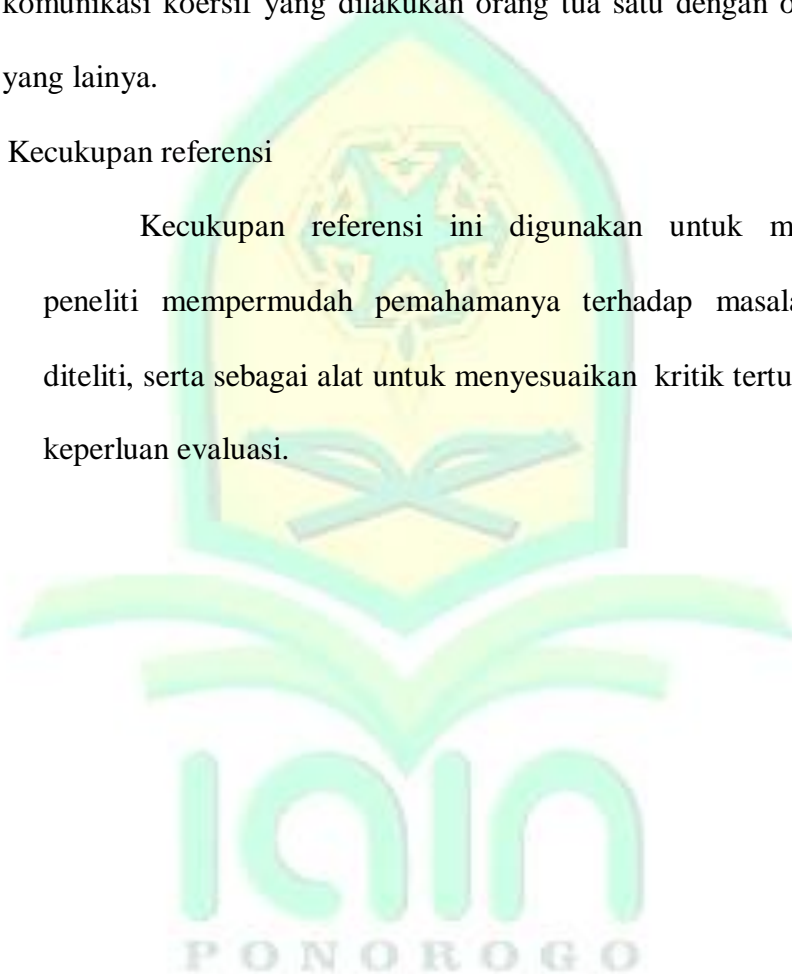 komunikasi koersif yang dilakukan orang tua satu dengan o
yang lainya.
Kecukupan referensi
Kecukupan referensi ini digunakan untuk m
peneliti mempermudah pemahamanya terhadap masala
diteliti, serta sebagai alat untuk menyesuaikan kritik tertu
keperluan evaluasi.
iain
PONOROGO